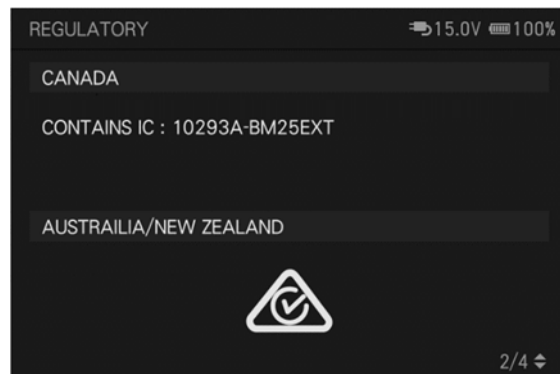 REGULATORY 15.0V 100%
CANADA
CONTAINS IC : 10293A-BM25EXT
AUSTRAILIA/NEW ZEALAND
2/4